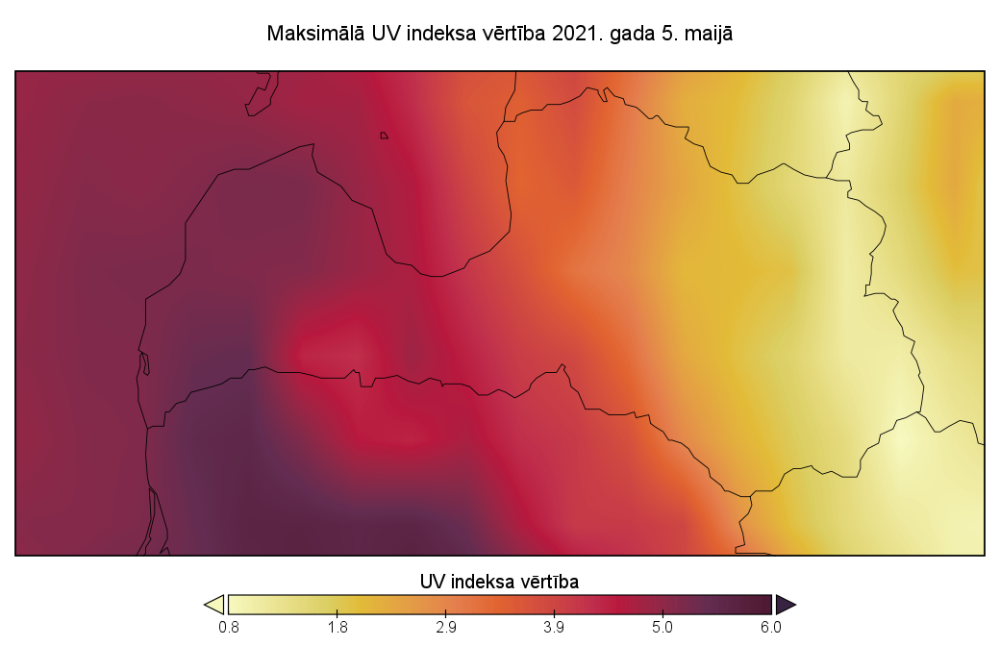 Maksimālā UV indeksa vērtība 2021. gada 5. maijā
UV indeksa vērtība
0.8 1.8 2.9 3.9 5.0 6.0